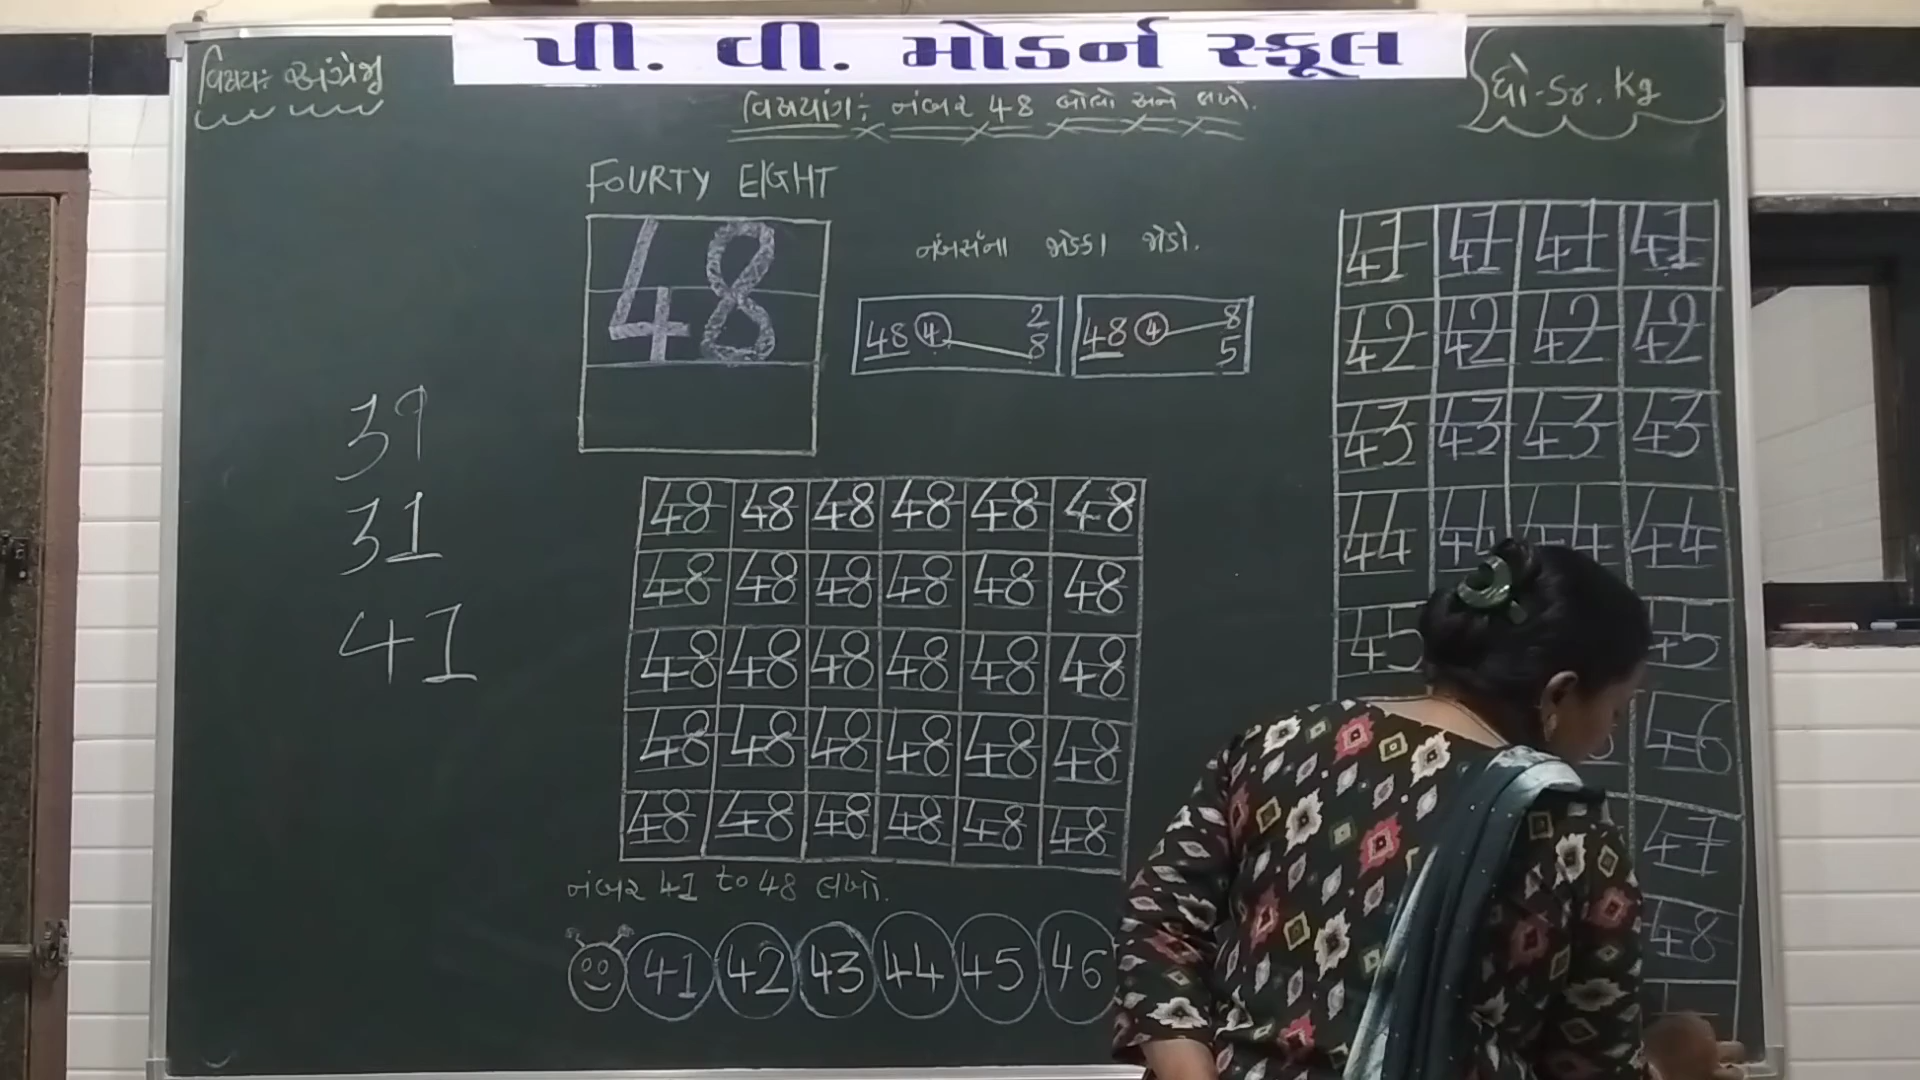 પી. વી. મોડર્ન સ્કૂલ
વિષય: અંગ્રેજી
ધો-Sr. Kg
વિષયાંગ: નંબર 48 બોલો અને લખો.
FOURTY EIGHT
48
નંબર્સના જોડકા જોડો.
48 4 2 8
48 4 8 5
39
31
41
48 48 48 48 48 48
48 48 48 48 48 48
48 48 48 48 48 48
48 48 48 48 48 48
48 48 48 48 48 48
નંબર 41 to 48 લખો.
41 42 43 44 45 46
41 41 41 41
42 42 42 42
43 43 43 43
44 44 44 44
45
46
47
48